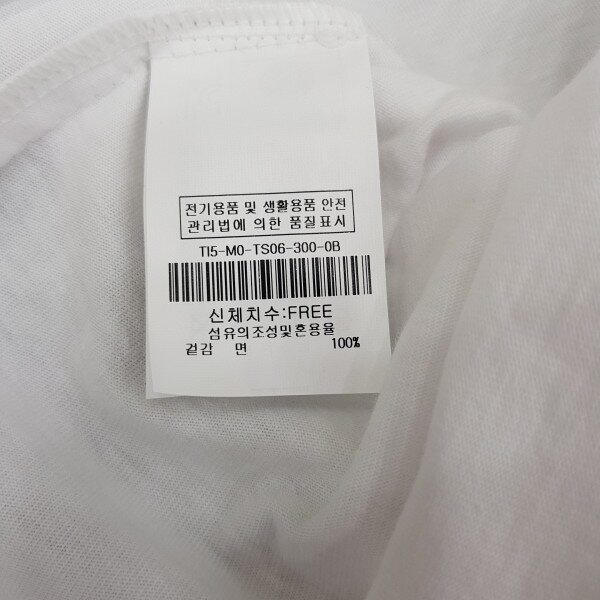 전기용품 및 생활용품 안전
관리법에 의한 품질표시
TI5-M0-TS06-300-0B
신체치수:FREE
섬유의조성및혼용율
겉감 면 100%